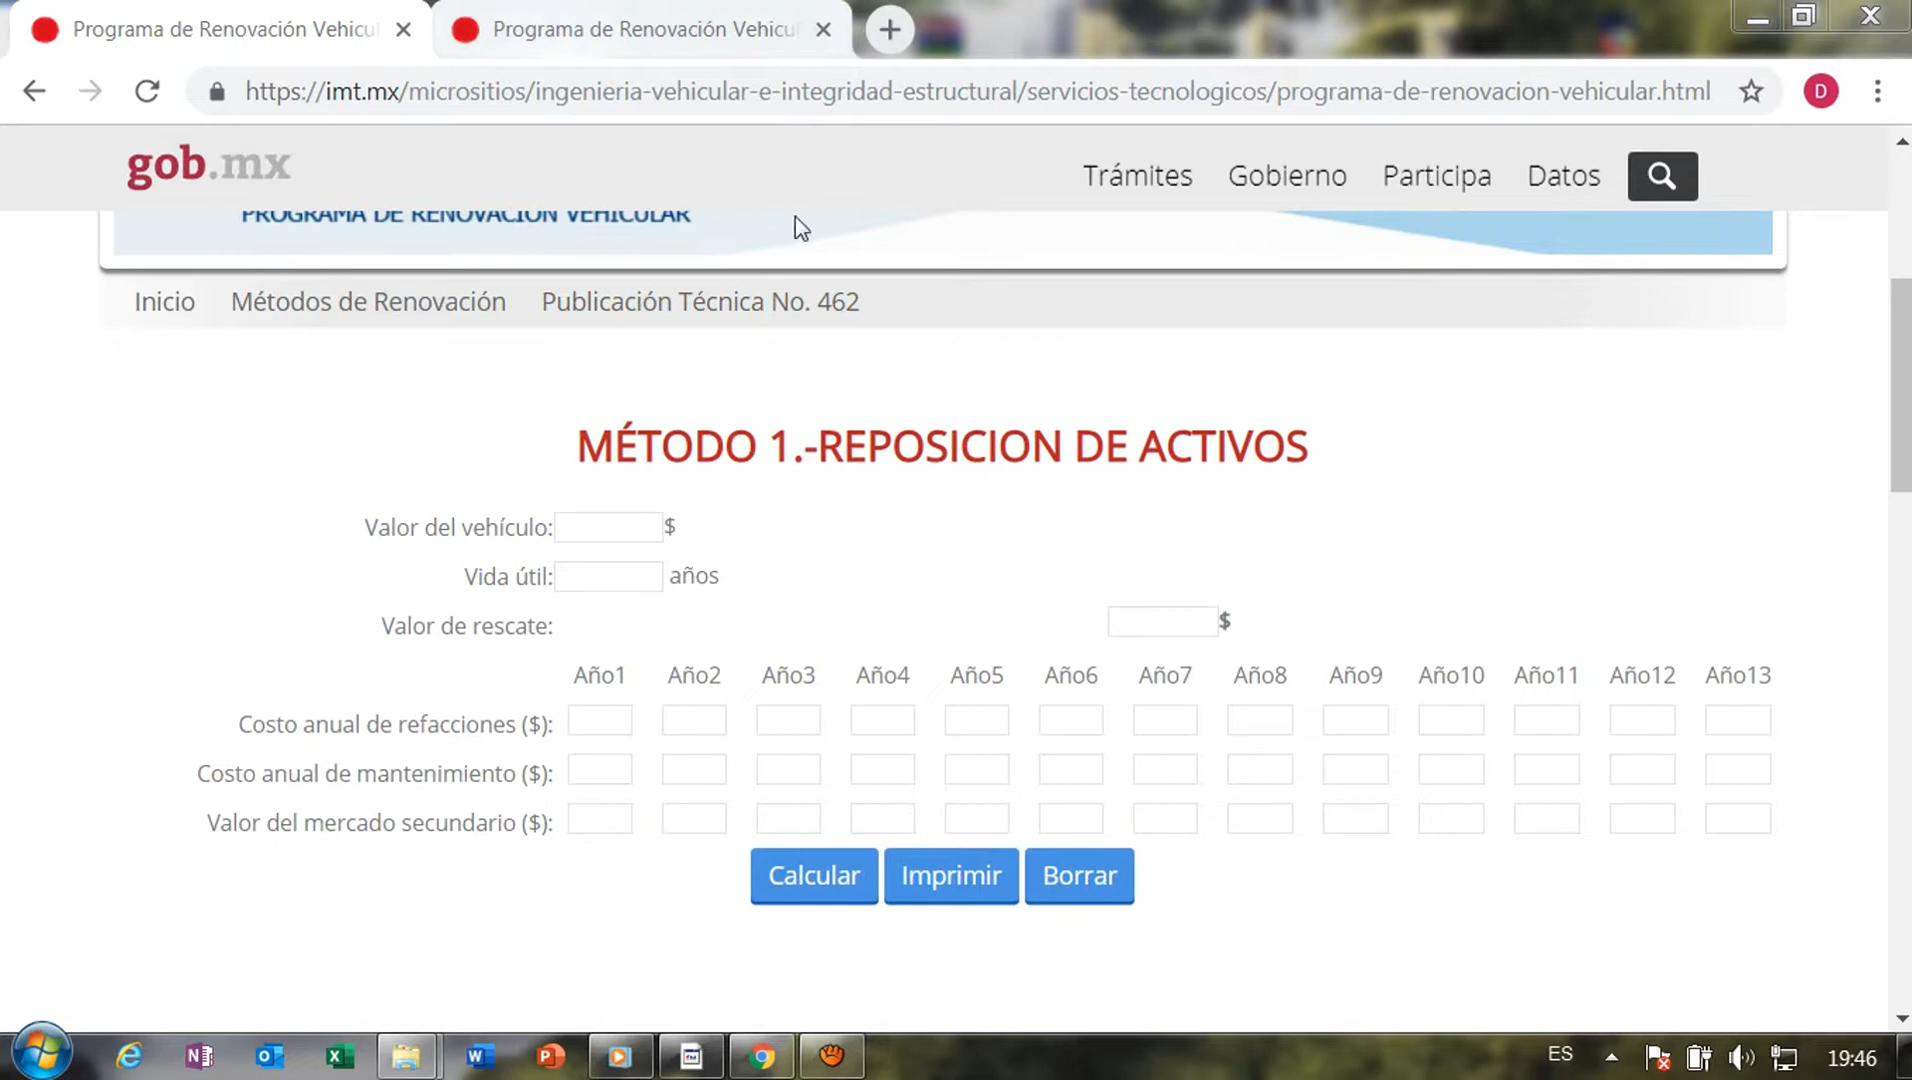 Programa de Renovación Vehicul
Programa de Renovación Vehicul
https://imt.mx/micrositios/ingenieria-vehicular-e-integridad-estructural/servicios-tecnologicos/programa-de-renovacion-vehicular.html
D
gob.mx
Trámites Gobierno Participa Datos
PROGRAMA DE RENOVACIÓN VEHICULAR
Inicio Métodos de Renovación Publicación Técnica No. 462
MÉTODO 1.-REPOSICION DE ACTIVOS
Valor del vehículo: $
Vida útil: años
Valor de rescate: $
Año1 Año2 Año3 Año4 Año5 Año6 Año7 Año8 Año9 Año10 Año11 Año12 Año13
Costo anual de refacciones ($):
Costo anual de mantenimiento ($):
Valor del mercado secundario ($):
Calcular Imprimir Borrar
ES 19:46